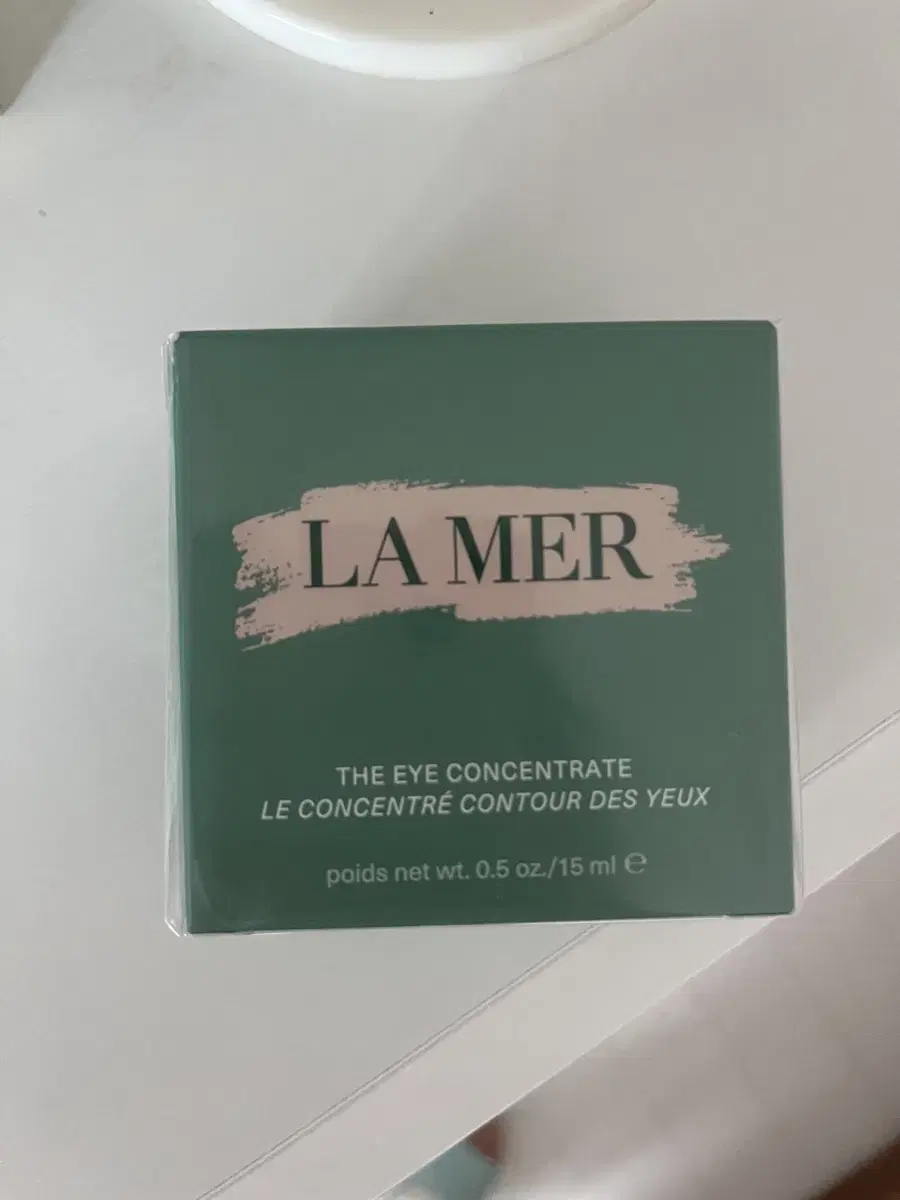 LA MER
THE EYE CONCENTRATE
LE CONCENTRÉ CONTOUR DES YEUX
poids net wt. 0.5 oz./15 ml ℮